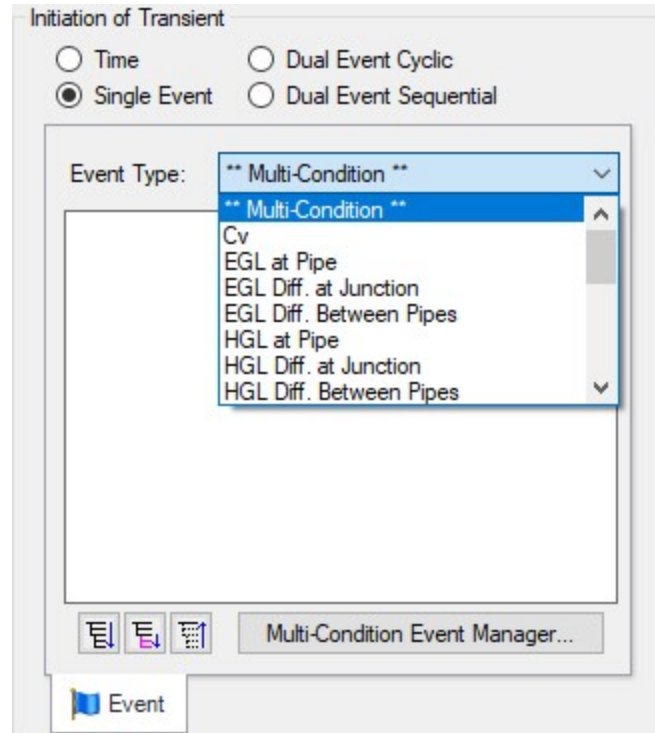 Initiation of Transient
Time Dual Event Cyclic
Single Event Dual Event Sequential
Event Type: ** Multi-Condition **
** Multi-Condition **
Cv
EGL at Pipe
EGL Diff. at Junction
EGL Diff. Between Pipes
HGL at Pipe
HGL Diff. at Junction
HGL Diff. Between Pipes
Multi-Condition Event Manager...
Event